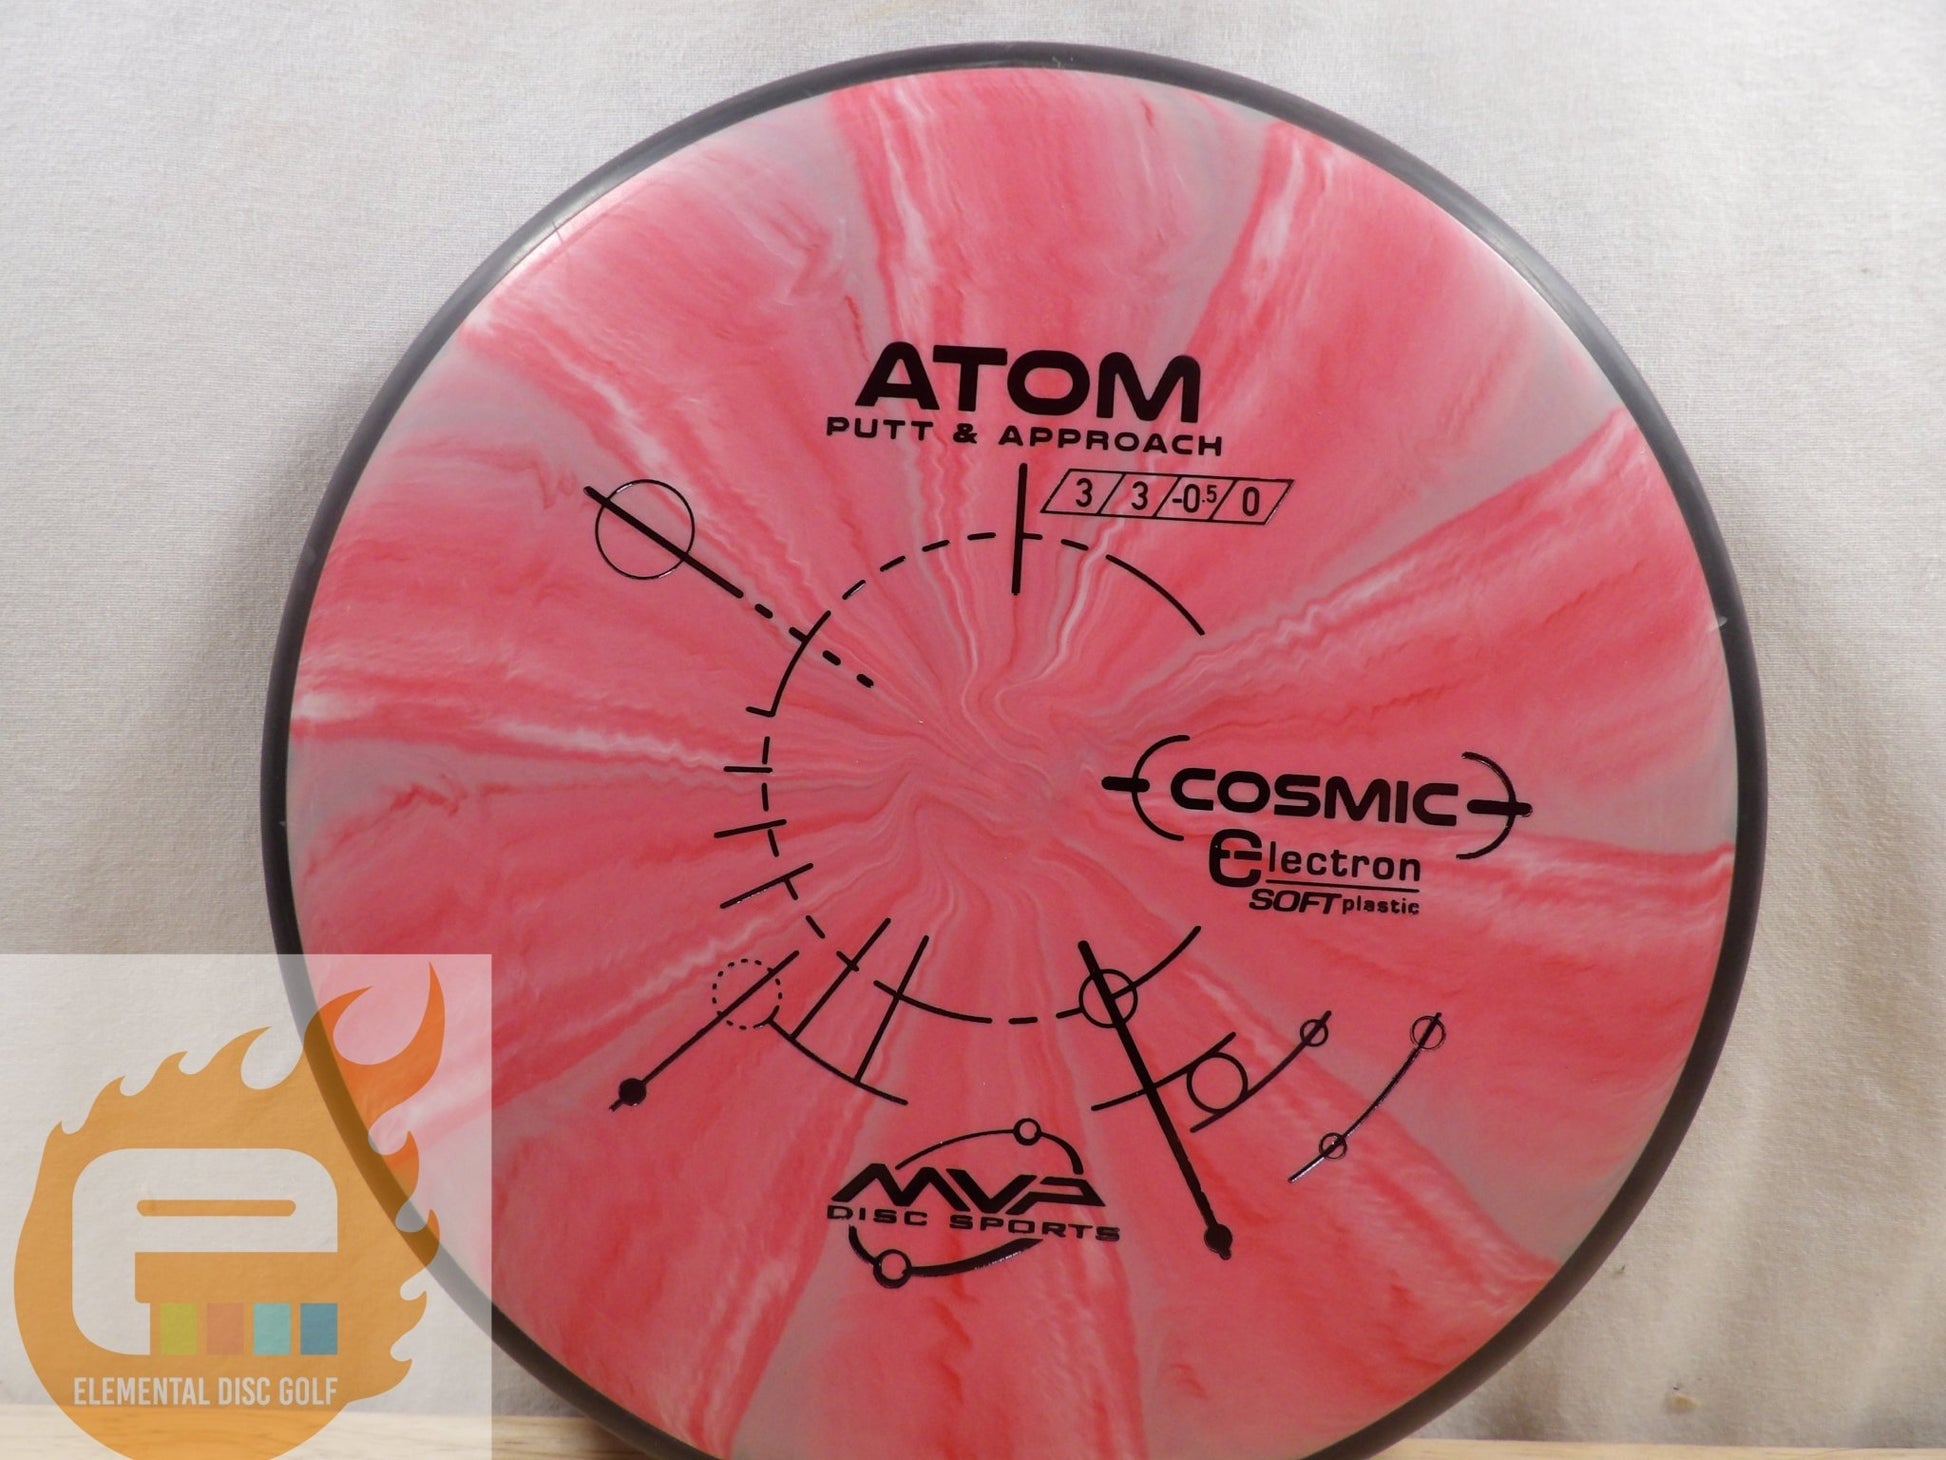 ATOM
PUTT & APPROACH
3 3 -0.5 0
COSMIC
Electron
SOFT plastic
MVP
DISC SPORTS
ELEMENTAL DISC GOLF